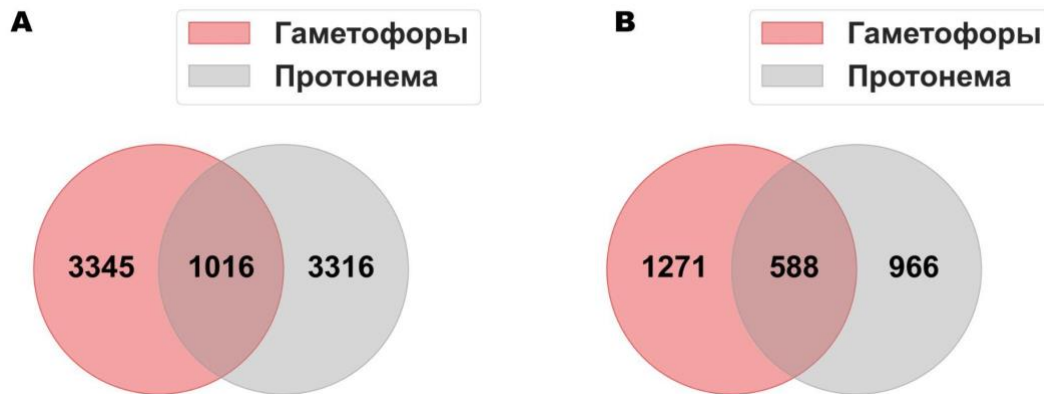 A
Гаметофоры
Протонема
3345 1016 3316
B
Гаметофоры
Протонема
1271 588 966